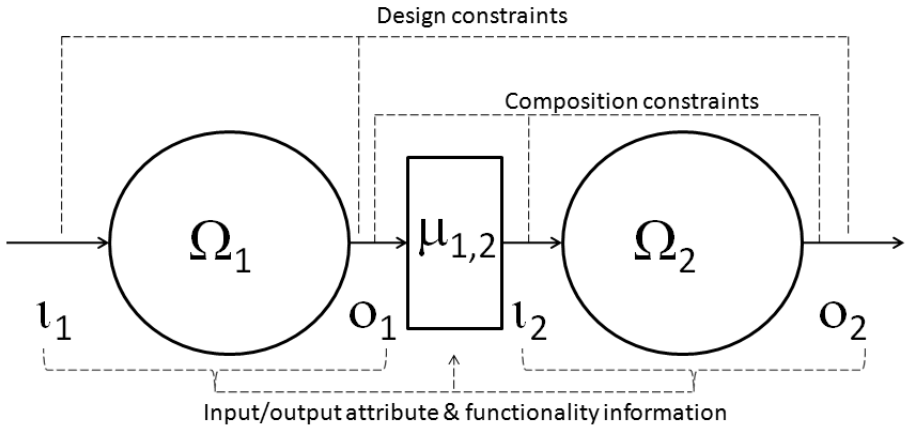 Design constraints
Composition constraints
Ω1
μ1,2
Ω2
ι1
ο1
ι2
ο2
Input/output attribute & functionality information